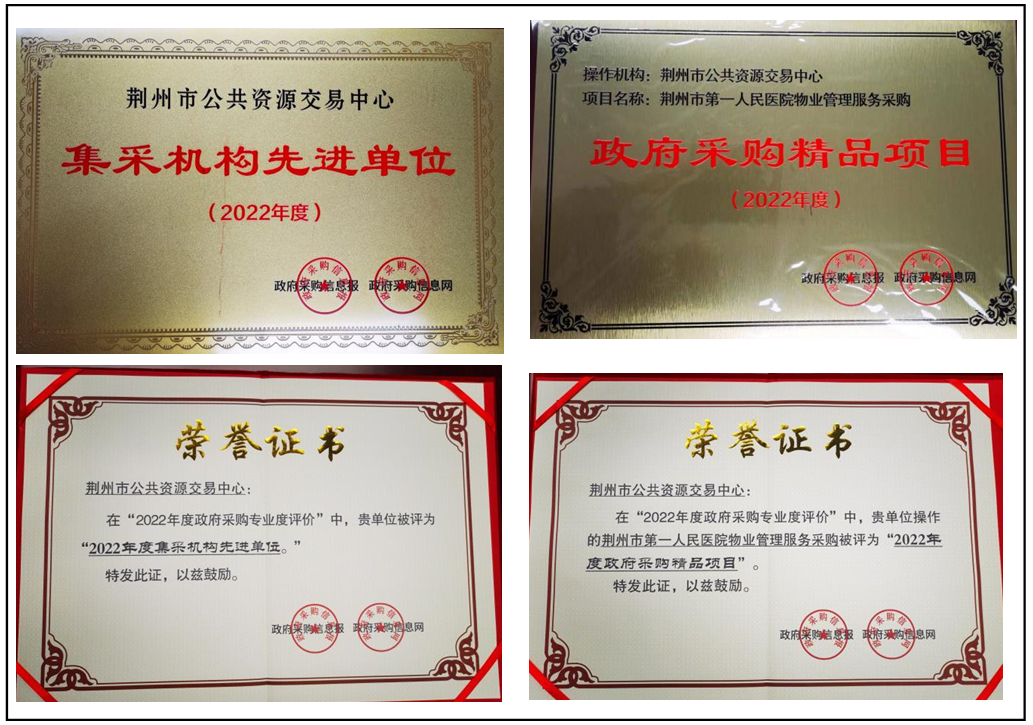 荆州市公共资源交易中心
集采机构先进单位
（2022年度）
政府采购信息报 政府采购信息网
操作机构：荆州市公共资源交易中心
项目名称：荆州市第一人民医院物业管理服务采购
政府采购精品项目
（2022年度）
政府采购信息报 政府采购信息网
荣誉证书
荆州市公共资源交易中心：
在“2022年度政府采购专业度评价”中，贵单位被评为
“2022年度集采机构先进单位。”
特发此证，以兹鼓励。
政府采购信息报 政府采购信息网
荣誉证书
荆州市公共资源交易中心：
在“2022年度政府采购专业度评价”中，贵单位操作
的荆州市第一人民医院物业管理服务采购被评为“2022年
度政府采购精品项目”。
特发此证，以兹鼓励。
政府采购信息报 政府采购信息网